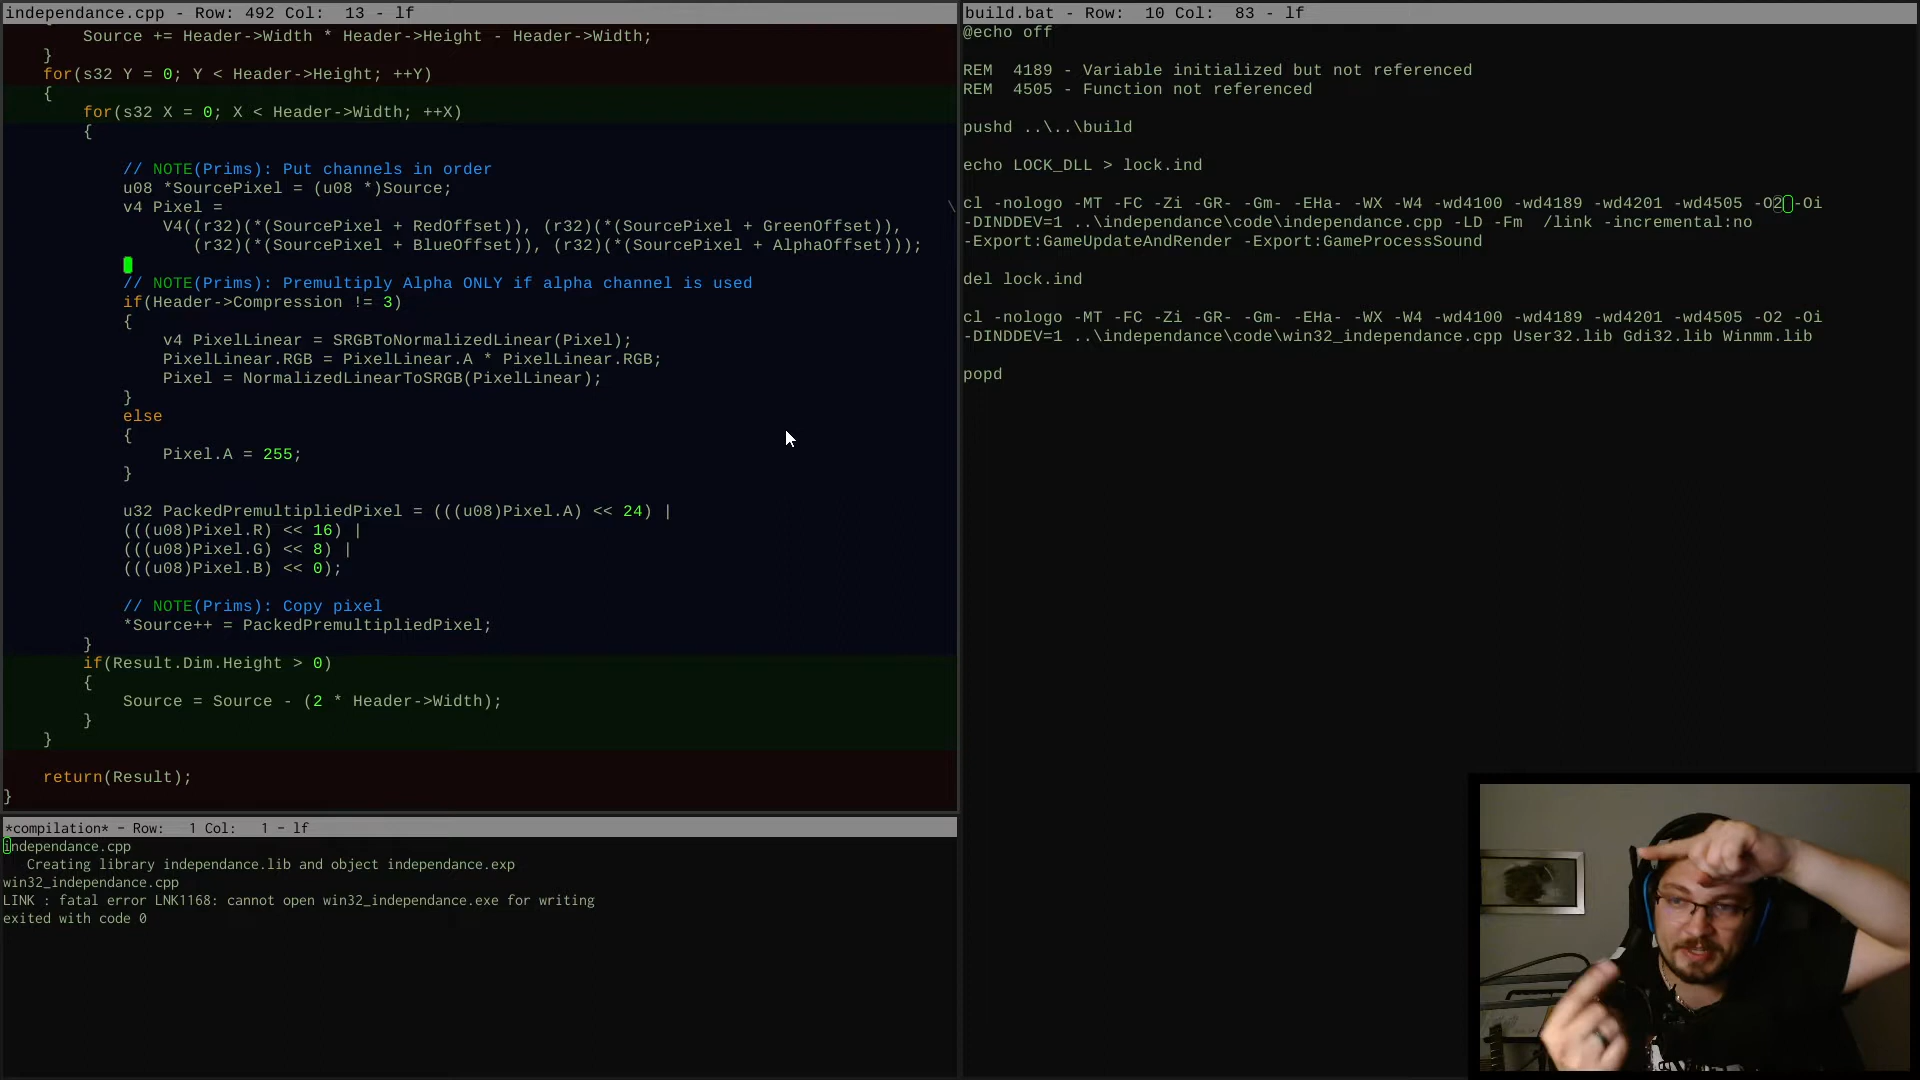 independance.cpp - Row: 492 Col:  13 - lf
        Source += Header->Width * Header->Height - Header->Width;
    }
    for(s32 Y = 0; Y < Header->Height; ++Y)
    {
        for(s32 X = 0; X < Header->Width; ++X)
        {
            // NOTE(Prims): Put channels in order
            u08 *SourcePixel = (u08 *)Source;
            v4 Pixel =
                V4((r32)(*(SourcePixel + RedOffset)), (r32)(*(SourcePixel + GreenOffset)),
                   (r32)(*(SourcePixel + BlueOffset)), (r32)(*(SourcePixel + AlphaOffset)));
            // NOTE(Prims): Premultiply Alpha ONLY if alpha channel is used
            if(Header->Compression != 3)
            {
                v4 PixelLinear = SRGBToNormalizedLinear(Pixel);
                PixelLinear.RGB = PixelLinear.A * PixelLinear.RGB;
                Pixel = NormalizedLinearToSRGB(PixelLinear);
            }
            else
            {
                Pixel.A = 255;
            }
            u32 PackedPremultipliedPixel = (((u08)Pixel.A) << 24) |
            (((u08)Pixel.R) << 16) |
            (((u08)Pixel.G) << 8) |
            (((u08)Pixel.B) << 0);
            // NOTE(Prims): Copy pixel
            *Source++ = PackedPremultipliedPixel;
        }
        if(Result.Dim.Height > 0)
        {
            Source = Source - (2 * Header->Width);
        }
    }
    return(Result);
}
*compilation* - Row:   1 Col:   1 - lf
independance.cpp
   Creating library independance.lib and object independance.exp
win32_independance.cpp
LINK : fatal error LNK1168: cannot open win32_independance.exe for writing
exited with code 0
build.bat - Row:  10 Col:  83 - lf
@echo off
REM  4189 - Variable initialized but not referenced
REM  4505 - Function not referenced
pushd ..\..\build
echo LOCK_DLL > lock.ind
cl -nologo -MT -FC -Zi -GR- -Gm- -EHa- -WX -W4 -wd4100 -wd4189 -wd4201 -wd4505 -O2 -Oi
-DINDDEV=1 ..\independance\code\independance.cpp -LD -Fm  /link -incremental:no
-Export:GameUpdateAndRender -Export:GameProcessSound
del lock.ind
cl -nologo -MT -FC -Zi -GR- -Gm- -EHa- -WX -W4 -wd4100 -wd4189 -wd4201 -wd4505 -O2 -Oi
-DINDDEV=1 ..\independance\code\win32_independance.cpp User32.lib Gdi32.lib Winmm.lib
popd